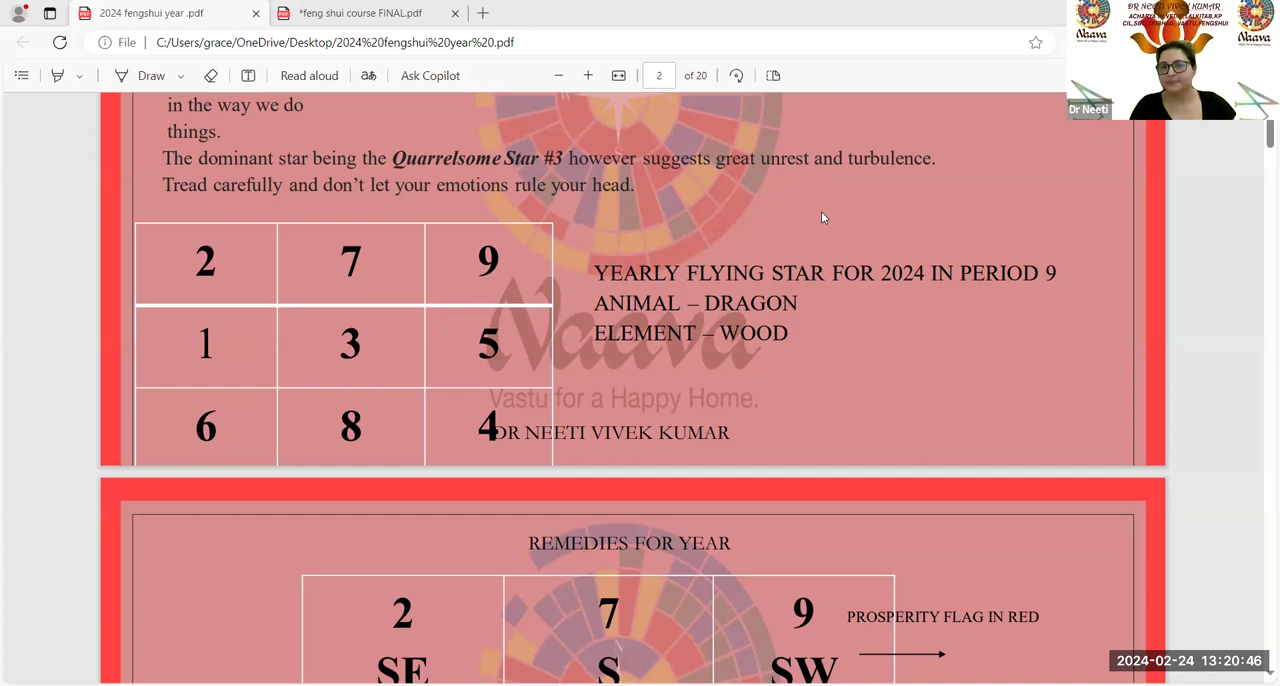 2024 fengshui year .pdf
*feng shui course FINAL.pdf
File
C:/Users/grace/OneDrive/Desktop/2024%20fengshui%20year%20.pdf
Draw
Read aloud
Ask Copilot
2
of 20
DR NEETI VIVEK KUMAR
Naava
Naava
Dr Neeti
in the way we do
things.
The dominant star being the Quarrelsome Star #3 however suggests great unrest and turbulence.
Tread carefully and don’t let your emotions rule your head.
2 7 9
1 3 5
6 8 4
YEARLY FLYING STAR FOR 2024 IN PERIOD 9
ANIMAL – DRAGON
ELEMENT – WOOD
Naava
Vastu for a Happy Home.
DR NEETI VIVEK KUMAR
REMEDIES FOR YEAR
2 7 9
SE S SW
PROSPERITY FLAG IN RED
2024-02-24 13:20:46